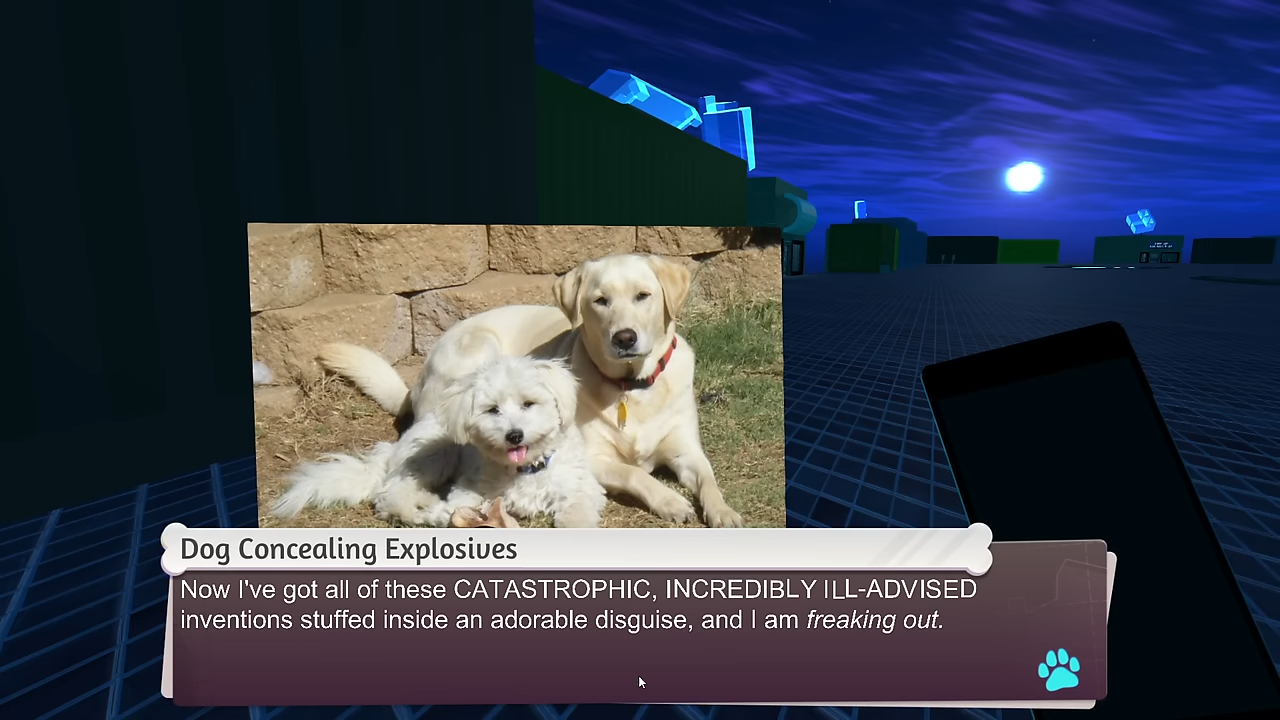 Dog Concealing Explosives
Now I've got all of these CATASTROPHIC, INCREDIBLY ILL-ADVISED
inventions stuffed inside an adorable disguise, and I am freaking out.